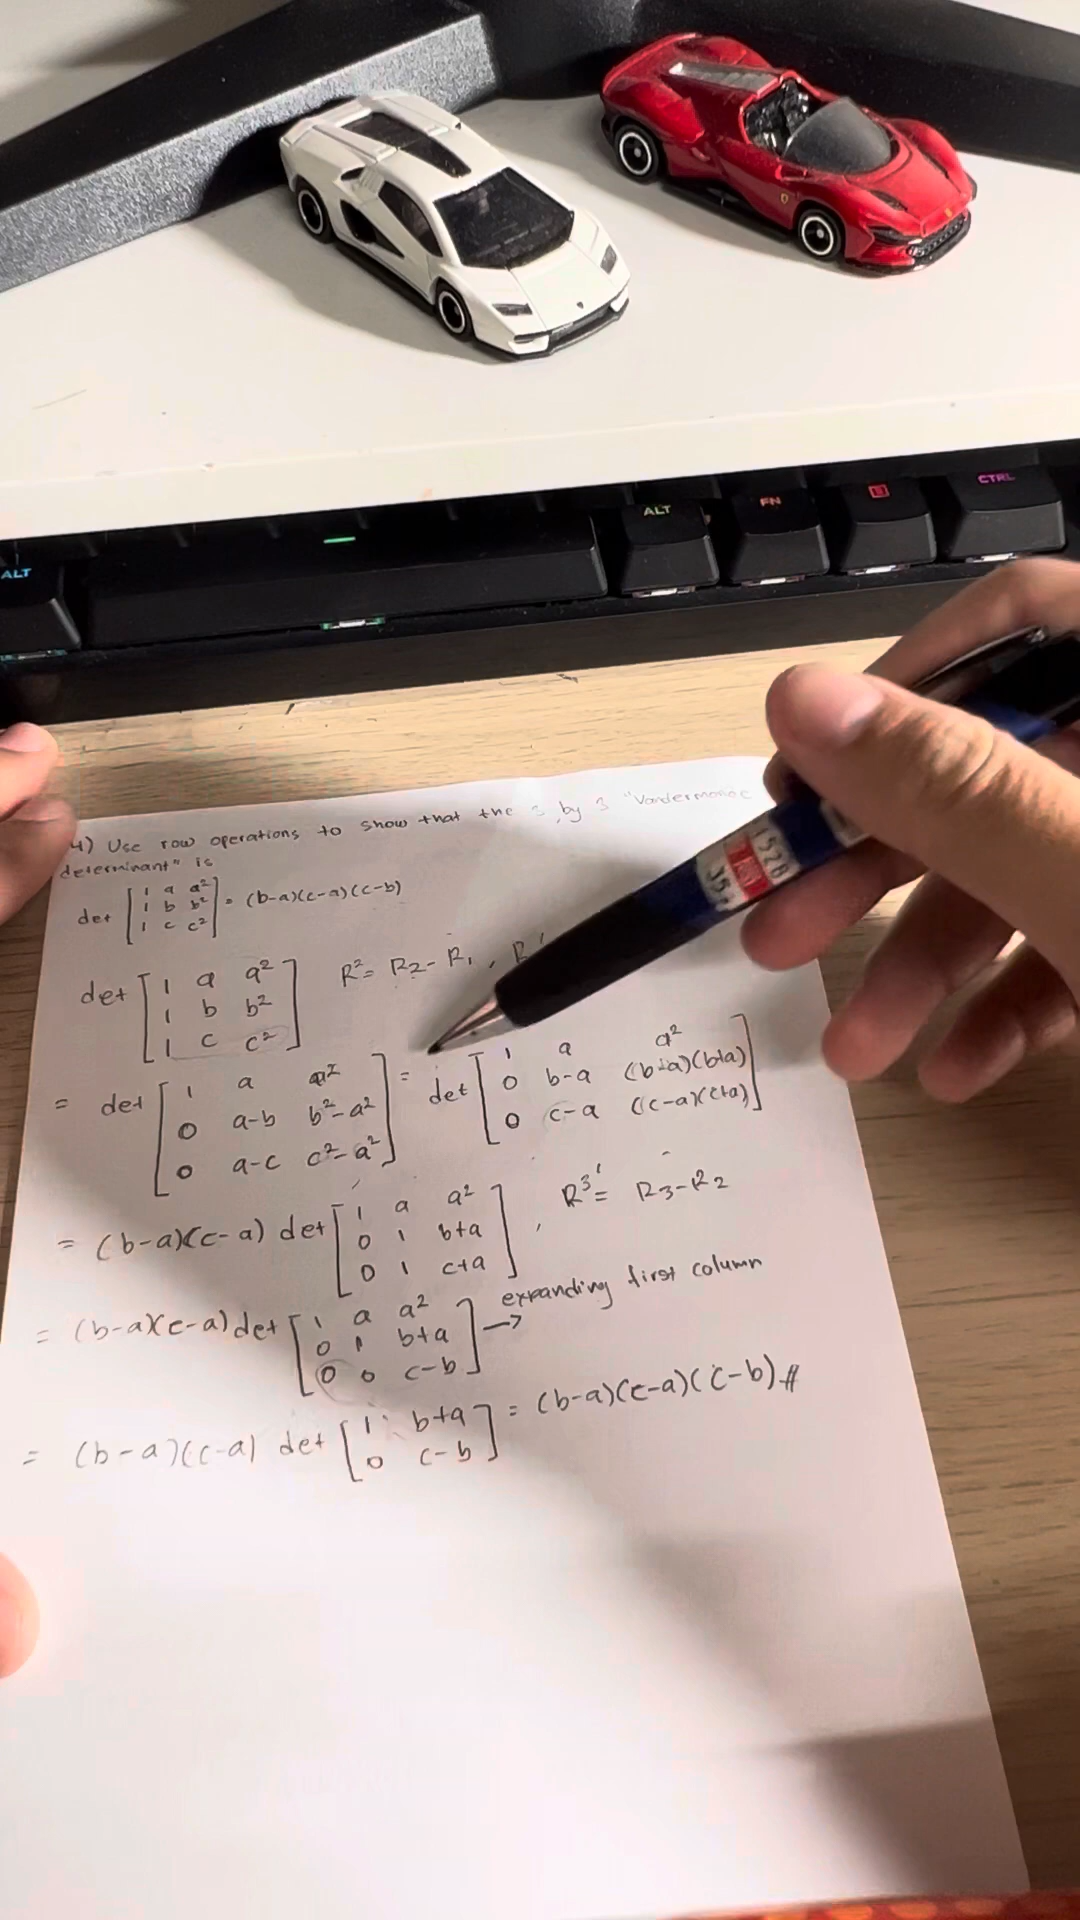 ALT
FN
CTRL
ALT
1528
35.-
4) Use row operations to show that the 3 by 3 "Vandermonde
determinant" is
det [1 a a² / 1 b b² / 1 c c²] = (b-a)(c-a)(c-b)
det [1 a a² / 1 b b² / 1 c c²] R² = R₂ - R₁ ,
= det [1 a a² / 0 a-b b²-a² / 0 a-c c²-a²] = det [1 a a² / 0 b-a (b-a)(b+a) / 0 c-a (c-a)(c+a)]
= (b-a)(c-a) det [1 a a² / 0 1 b+a / 0 1 c+a] , R³' = R₃-R₂
= (b-a)(c-a) det [1 a a² / 0 1 b+a / 0 0 c-b] → expanding first column
= (b-a)(c-a) det [1 b+a / 0 c-b] = (b-a)(c-a)(c-b) #